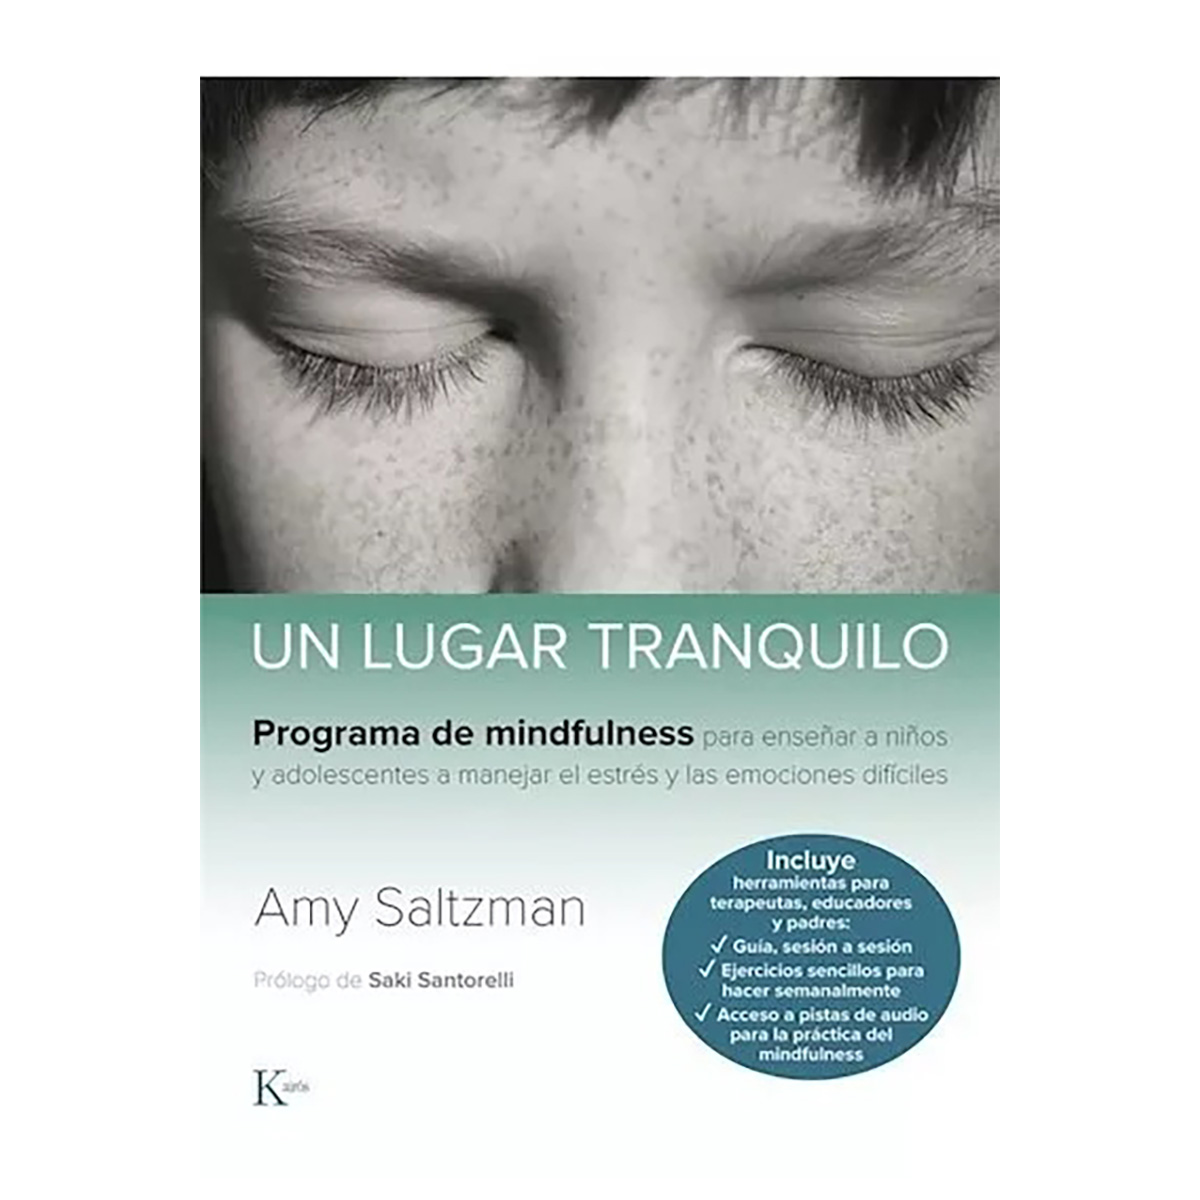 UN LUGAR TRANQUILO
Programa de mindfulness para enseñar a niños
y adolescentes a manejar el estrés y las emociones difíciles
Incluye
herramientas para
terapeutas, educadores
y padres:
✓ Guía, sesión a sesión
✓ Ejercicios sencillos para
hacer semanalmente
✓ Acceso a pistas de audio
para la práctica del
mindfulness
Amy Saltzman
Prólogo de Saki Santorelli
Kairós